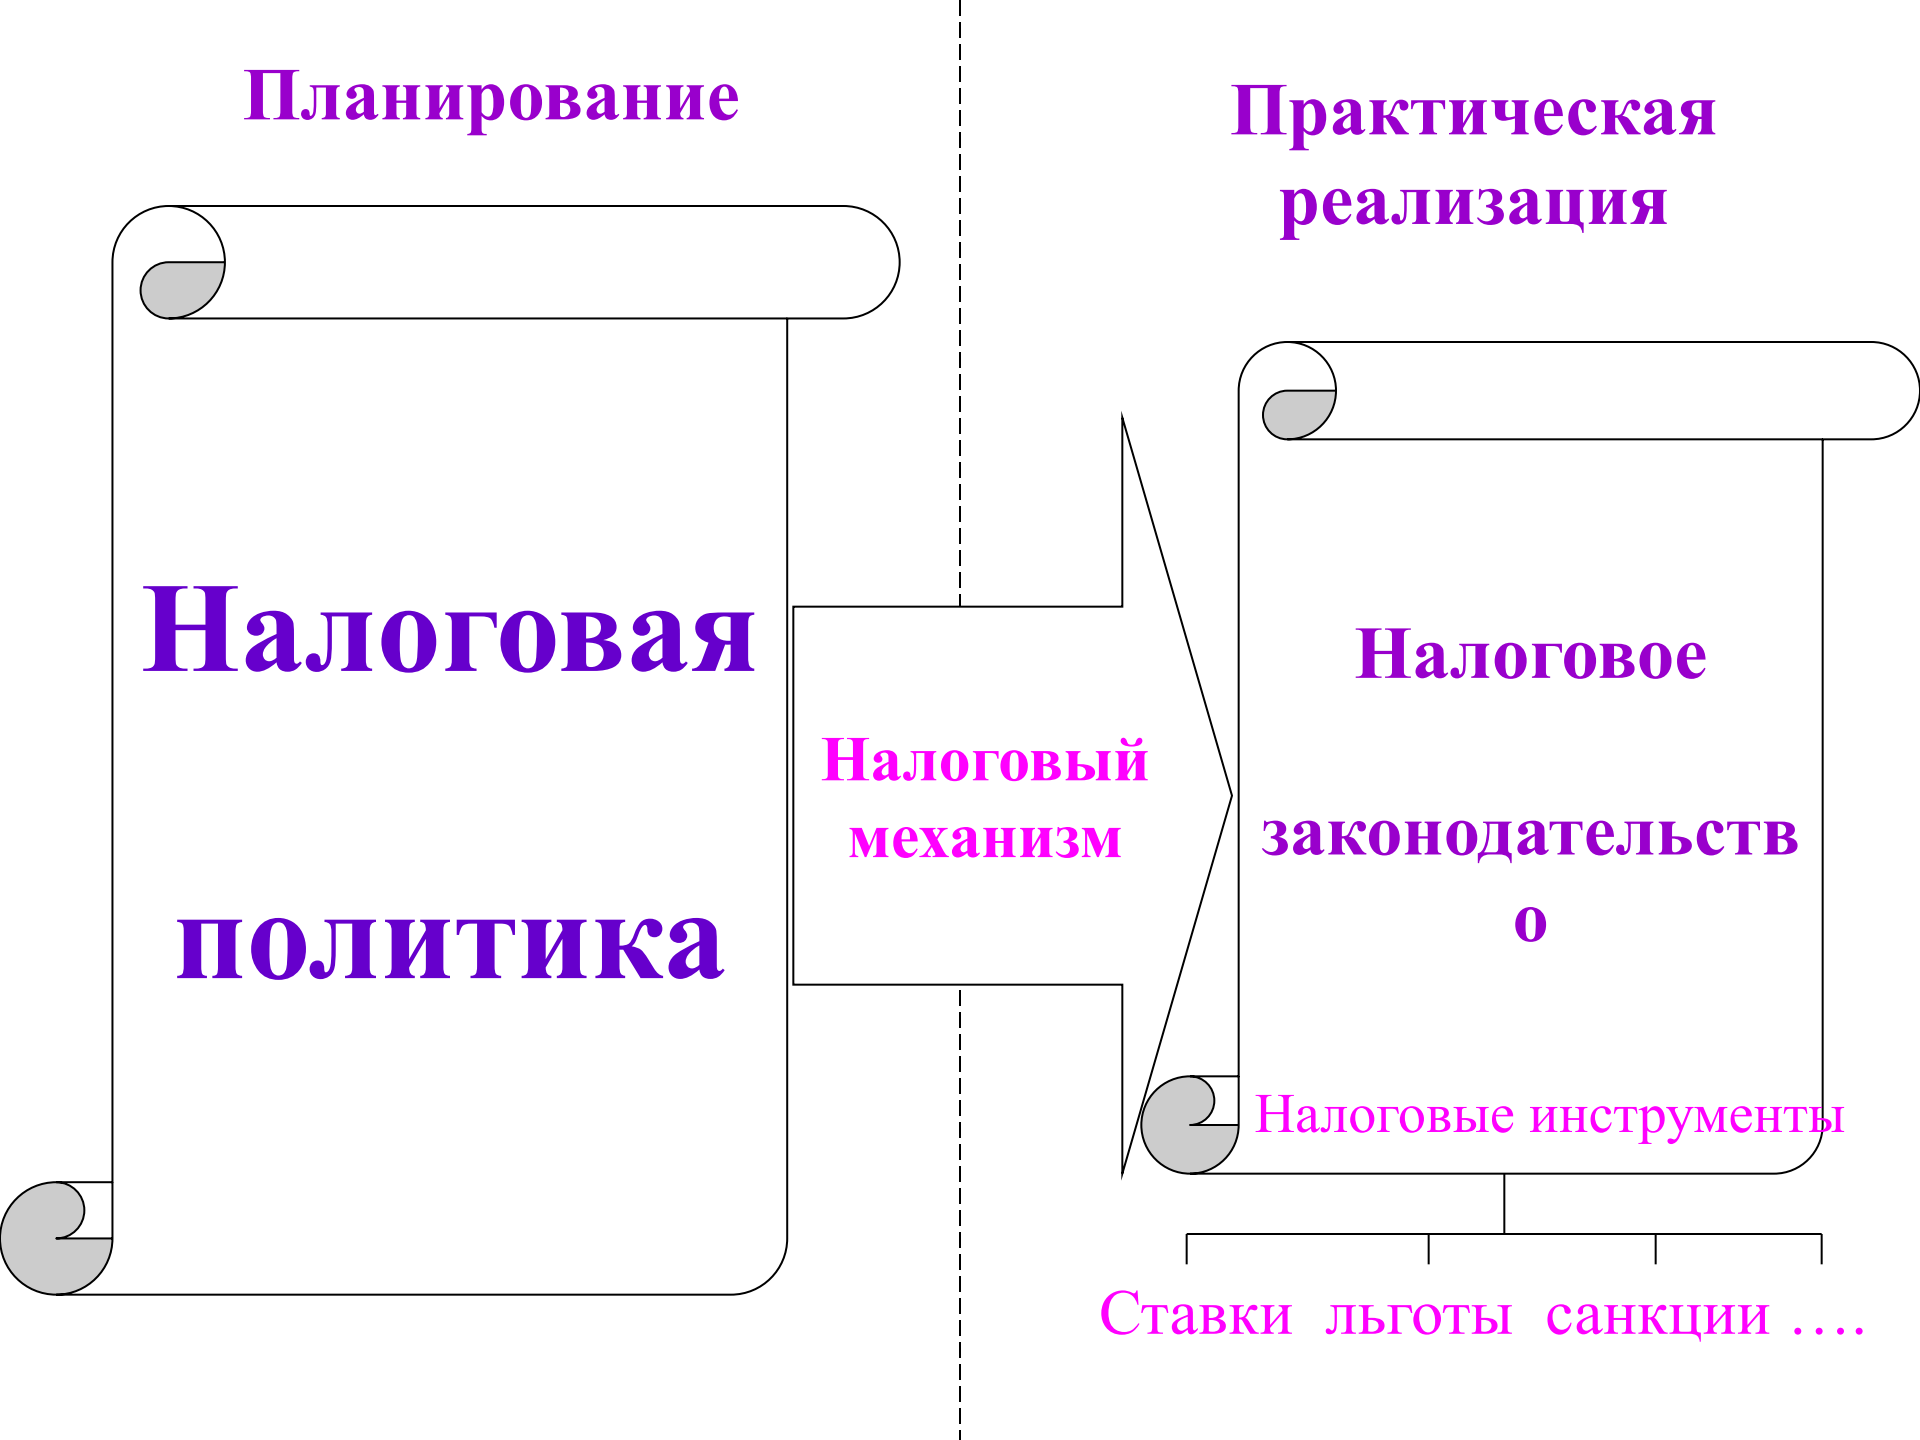 Планирование
Практическая
реализация
Налоговая
политика
Налоговый
механизм
Налоговое
законодательств
о
Налоговые инструменты
Ставки льготы санкции ….